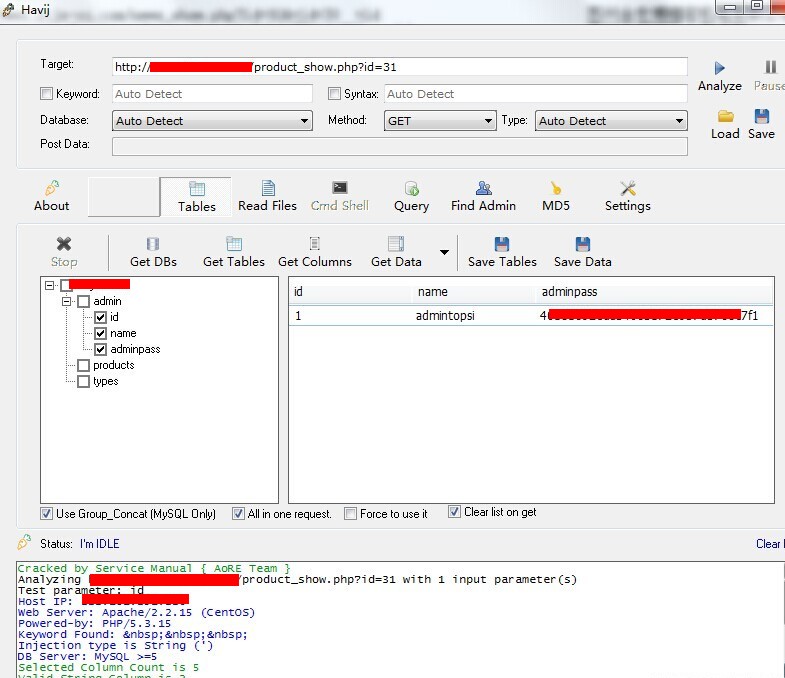 Havij
Target: http:// /product_show.php?id=31
Analyze Pause
Keyword: Auto Detect Syntax: Auto Detect
Database: Auto Detect Method: GET Type: Auto Detect
Load Save
Post Data:
About Tables Read Files Cmd Shell Query Find Admin MD5 Settings
Stop Get DBs Get Tables Get Columns Get Data Save Tables Save Data
id name adminpass
admin
1 admintopsi 7f1
id
name
adminpass
products
types
Use Group_Concat (MySQL Only) All in one request. Force to use it Clear list on get
Status: I'm IDLE Clear
Cracked by Service Manual { AoRE Team }
Analyzing /product_show.php?id=31 with 1 input parameter(s)
Test parameter: id
Host IP:
Web Server: Apache/2.2.15 (CentOS)
Powered-by: PHP/5.3.15
Keyword Found: &nbsp;&nbsp;&nbsp;
Injection type is String (')
DB Server: MySQL >=5
Selected Column Count is 5
Valid String Column is 2